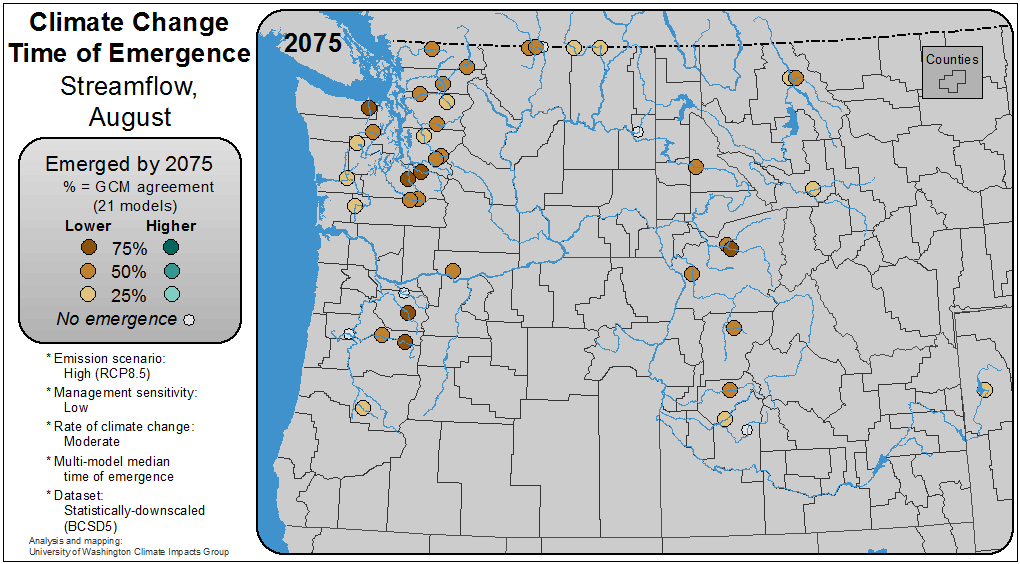 Climate Change
Time of Emergence
Streamflow,
August
Emerged by 2075
% = GCM agreement
(21 models)
Lower Higher
75%
50%
25%
No emergence
* Emission scenario:
High (RCP8.5)
* Management sensitivity:
Low
* Rate of climate change:
Moderate
* Multi-model median
time of emergence
* Dataset:
Statistically-downscaled
(BCSD5)
Analysis and mapping:
University of Washington Climate Impacts Group
2075
Counties